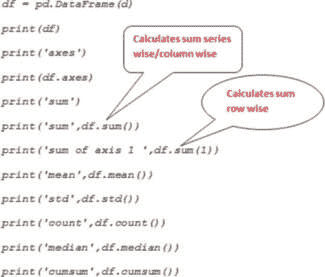 df = pd.DataFrame(d)
print(df)
print('axes')
print(df.axes)
print('sum')
print('sum',df.sum())
print('sum of axis 1 ',df.sum(1))
print('mean',df.mean())
print('std',df.std())
print('count',df.count())
print('median',df.median())
print('cumsum',df.cumsum())
Calculates sum series
wise/column wise
Calculates sum
row wise